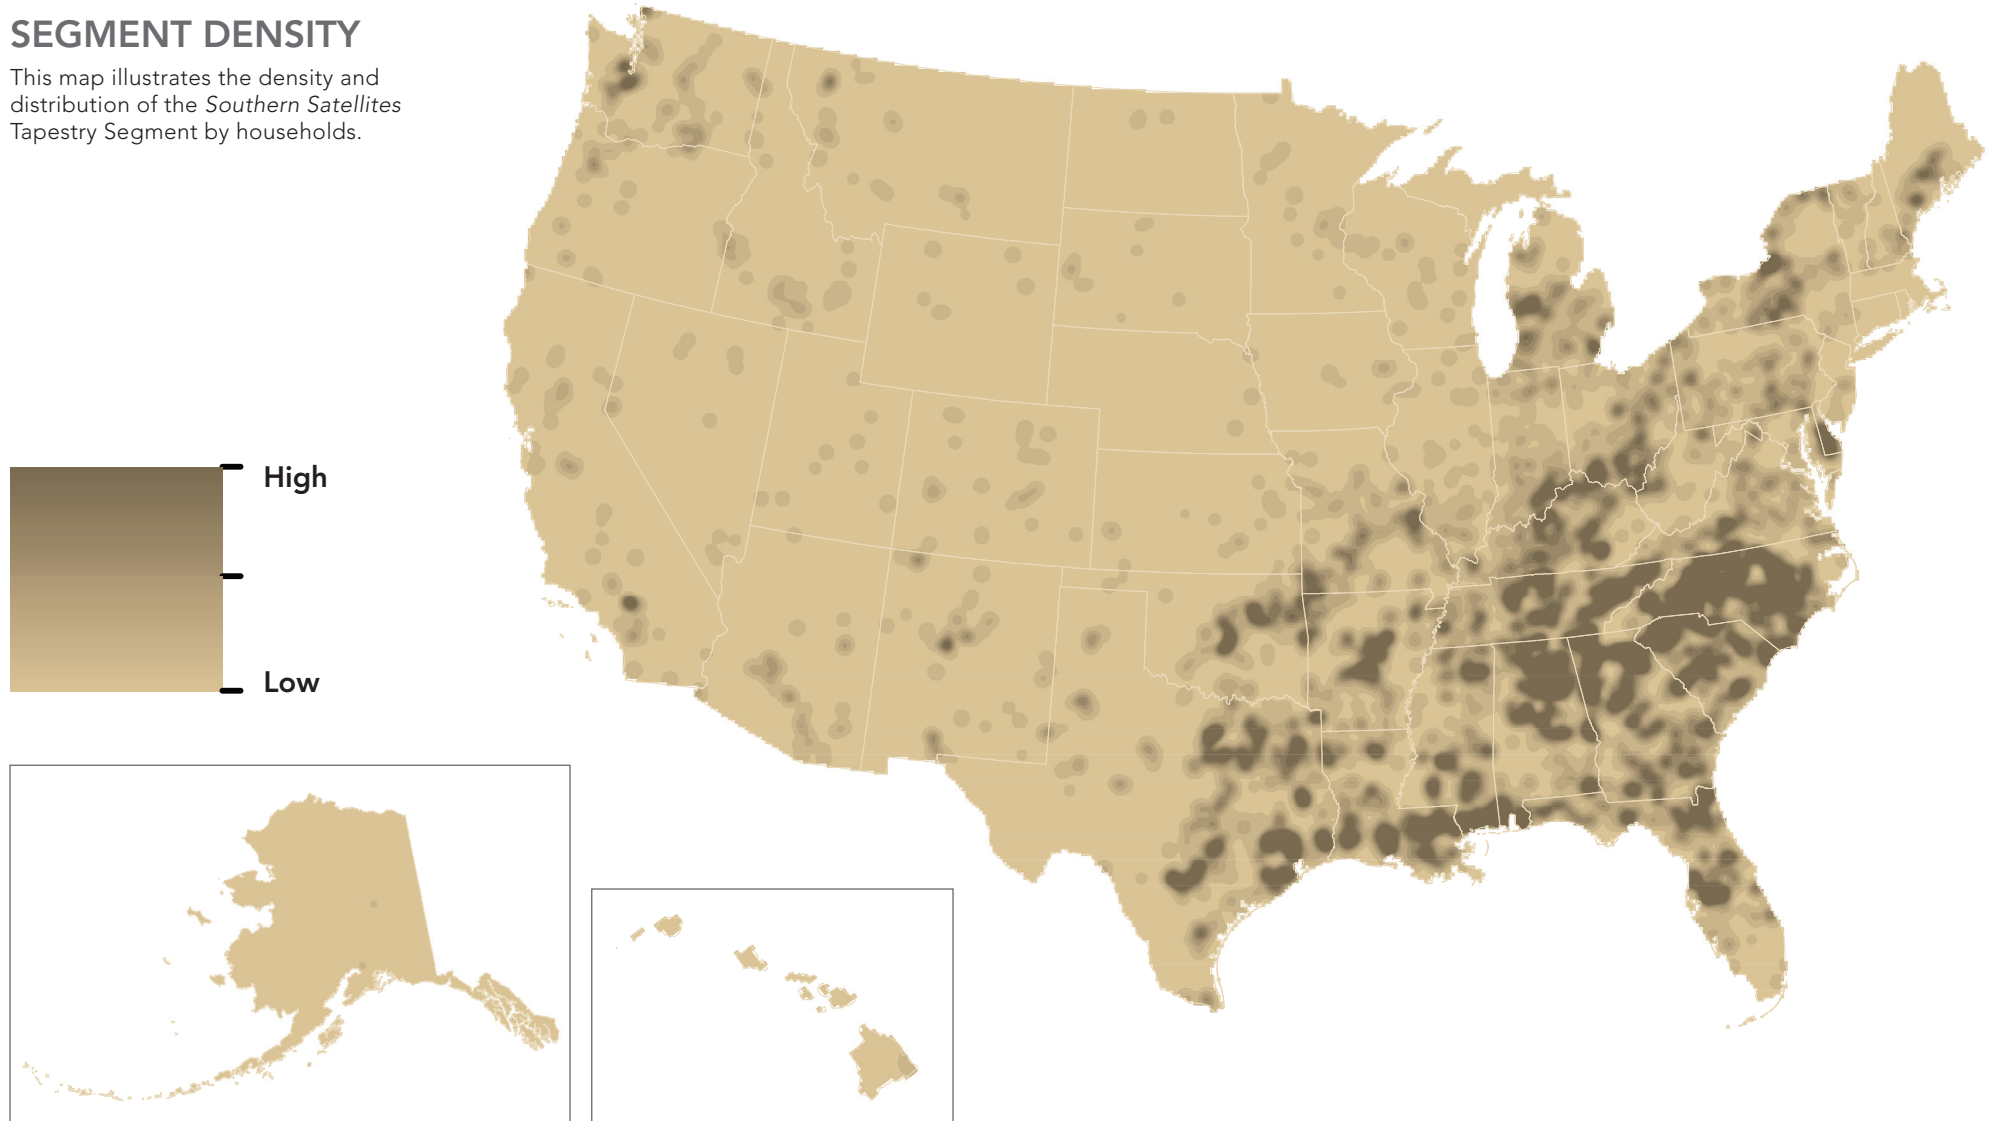 SEGMENT DENSITY
This map illustrates the density and
distribution of the Southern Satellites
Tapestry Segment by households.
High
Low